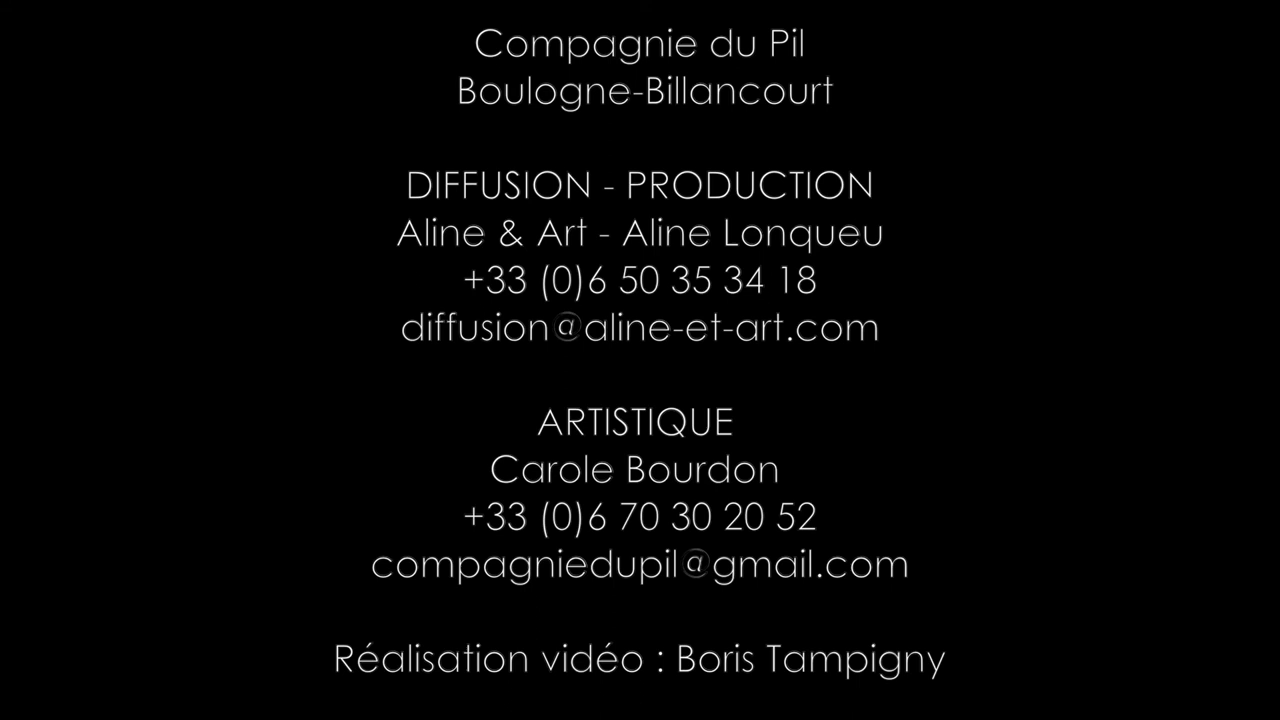 Compagnie du Pil
Boulogne-Billancourt
DIFFUSION - PRODUCTION
Aline & Art - Aline Lonqueu
+33 (0)6 50 35 34 18
diffusion@aline-et-art.com
ARTISTIQUE
Carole Bourdon
+33 (0)6 70 30 20 52
compagniedupil@gmail.com
Réalisation vidéo : Boris Tampigny